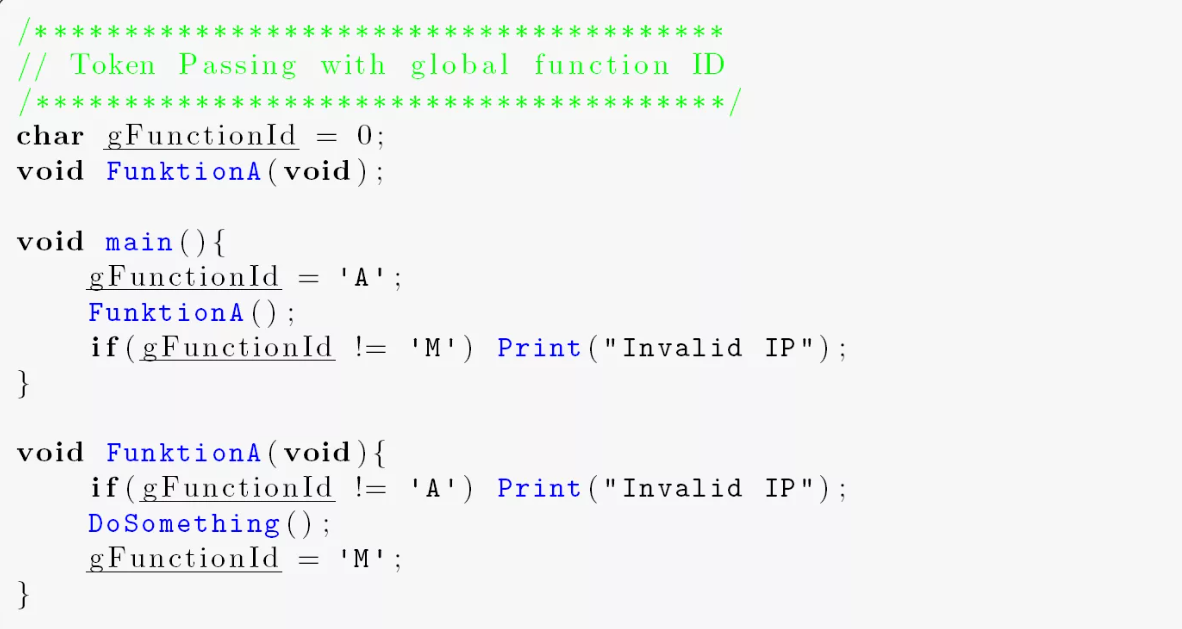 /***************************************
// Token Passing with global function ID
/***************************************/
char gFunctionId = 0;
void FunktionA(void);
void main(){
gFunctionId = 'A';
FunktionA();
if(gFunctionId != 'M') Print("Invalid IP");
}
void FunktionA(void){
if(gFunctionId != 'A') Print("Invalid IP");
DoSomething();
gFunctionId = 'M';
}